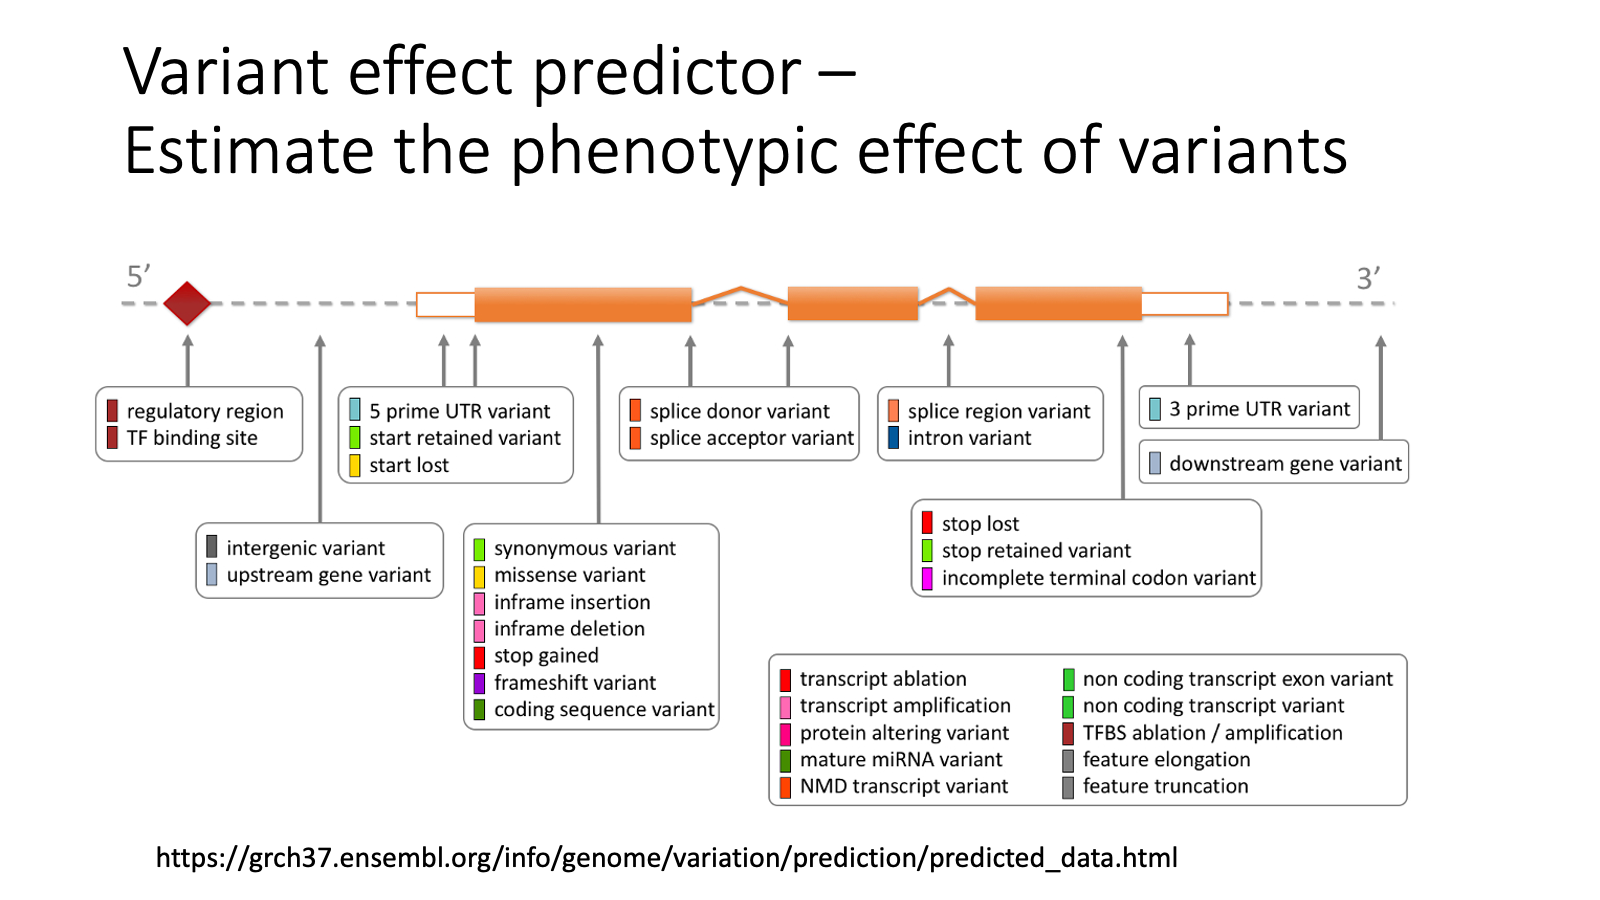 Variant effect predictor –
Estimate the phenotypic effect of variants
5’
3’
regulatory region
TF binding site
5 prime UTR variant
start retained variant
start lost
splice donor variant
splice acceptor variant
splice region variant
intron variant
3 prime UTR variant
downstream gene variant
intergenic variant
upstream gene variant
synonymous variant
missense variant
inframe insertion
inframe deletion
stop gained
frameshift variant
coding sequence variant
stop lost
stop retained variant
incomplete terminal codon variant
transcript ablation
transcript amplification
protein altering variant
mature miRNA variant
NMD transcript variant
non coding transcript exon variant
non coding transcript variant
TFBS ablation / amplification
feature elongation
feature truncation
https://grch37.ensembl.org/info/genome/variation/prediction/predicted_data.html